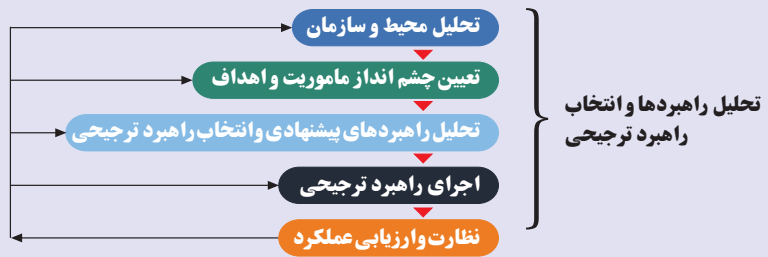 تحلیل محیط و سازمان
تعیین چشم انداز ماموریت و اهداف
تحلیل راهبردهای پیشنهادی و انتخاب راهبرد ترجیحی
اجرای راهبرد ترجیحی
نظارت و ارزیابی عملکرد
تحلیل راهبردها و انتخاب
راهبرد ترجیحی